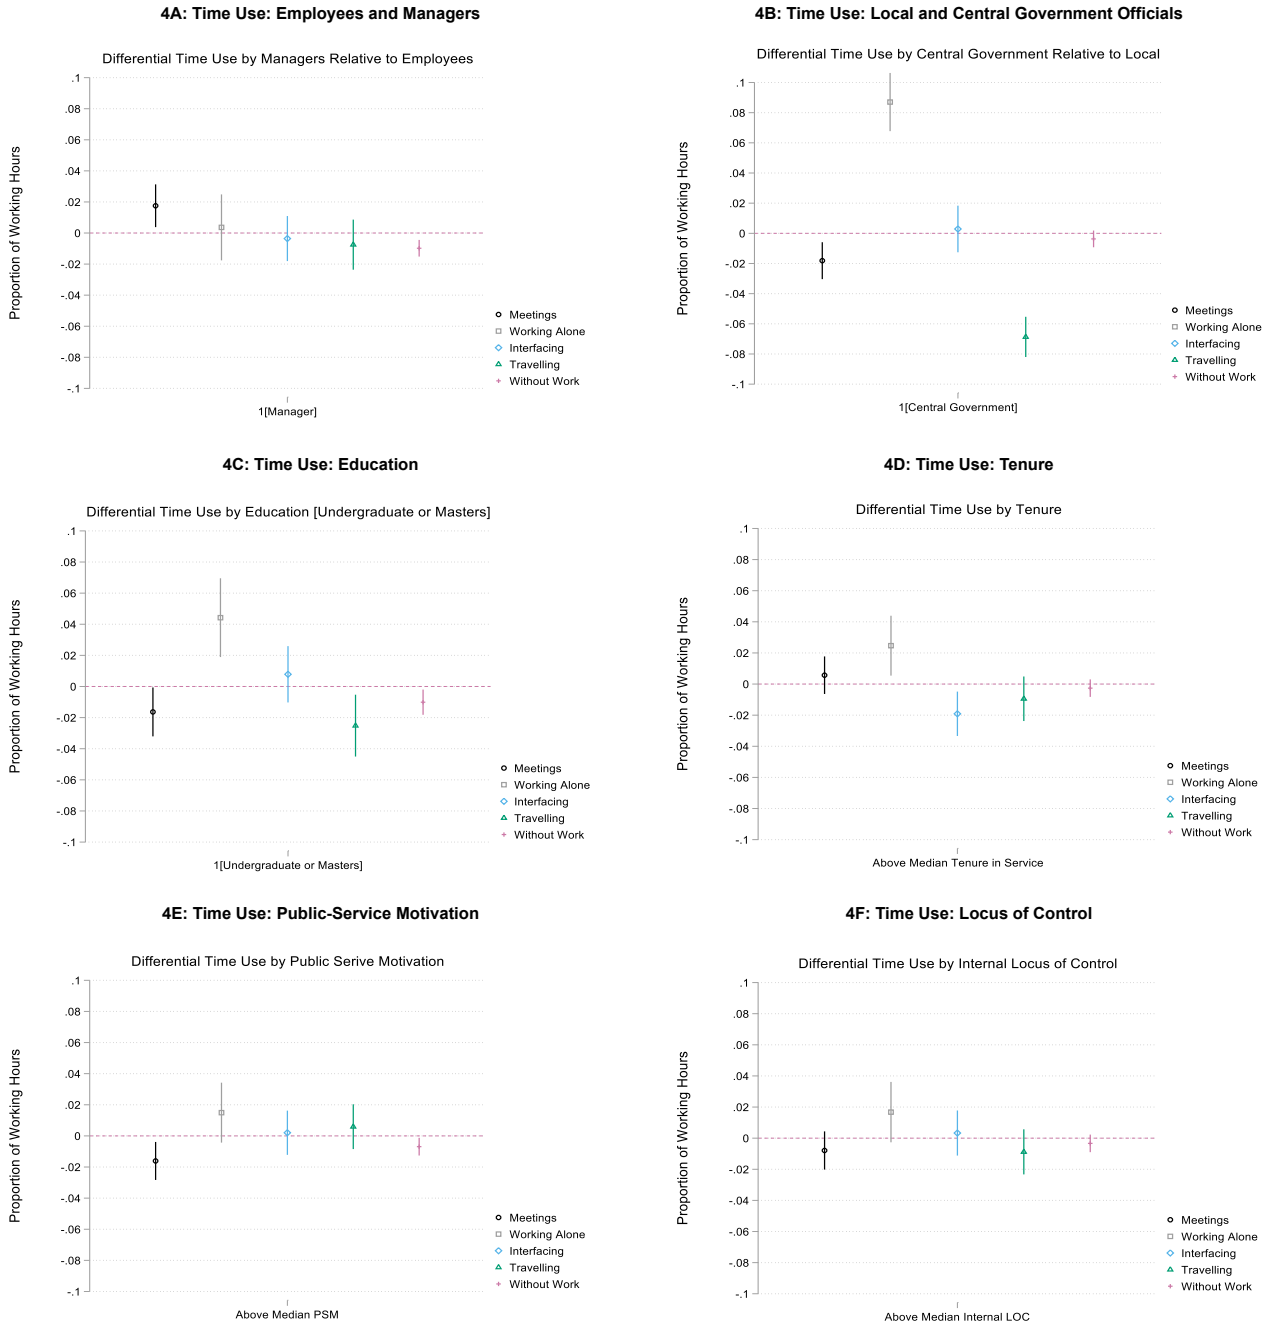 4A: Time Use: Employees and Managers
Differential Time Use by Managers Relative to Employees
Proportion of Working Hours
.1
.08
.06
.04
.02
0
-.02
-.04
-.06
-.08
-.1
1[Manager]
Meetings
Working Alone
Interfacing
Travelling
Without Work
4B: Time Use: Local and Central Government Officials
Differential Time Use by Central Government Relative to Local
Proportion of Working Hours
.1
.08
.06
.04
.02
0
-.02
-.04
-.06
-.08
-.1
1[Central Government]
Meetings
Working Alone
Interfacing
Travelling
Without Work
4C: Time Use: Education
Differential Time Use by Education [Undergraduate or Masters]
Proportion of Working Hours
.1
.08
.06
.04
.02
0
-.02
-.04
-.06
-.08
-.1
1[Undergraduate or Masters]
Meetings
Working Alone
Interfacing
Travelling
Without Work
4D: Time Use: Tenure
Differential Time Use by Tenure
Proportion of Working Hours
.1
.08
.06
.04
.02
0
-.02
-.04
-.06
-.08
-.1
Above Median Tenure in Service
Meetings
Working Alone
Interfacing
Travelling
Without Work
4E: Time Use: Public-Service Motivation
Differential Time Use by Public Serive Motivation
Proportion of Working Hours
.1
.08
.06
.04
.02
0
-.02
-.04
-.06
-.08
-.1
Above Median PSM
Meetings
Working Alone
Interfacing
Travelling
Without Work
4F: Time Use: Locus of Control
Differential Time Use by Internal Locus of Control
Proportion of Working Hours
.1
.08
.06
.04
.02
0
-.02
-.04
-.06
-.08
-.1
Above Median Internal LOC
Meetings
Working Alone
Interfacing
Travelling
Without Work